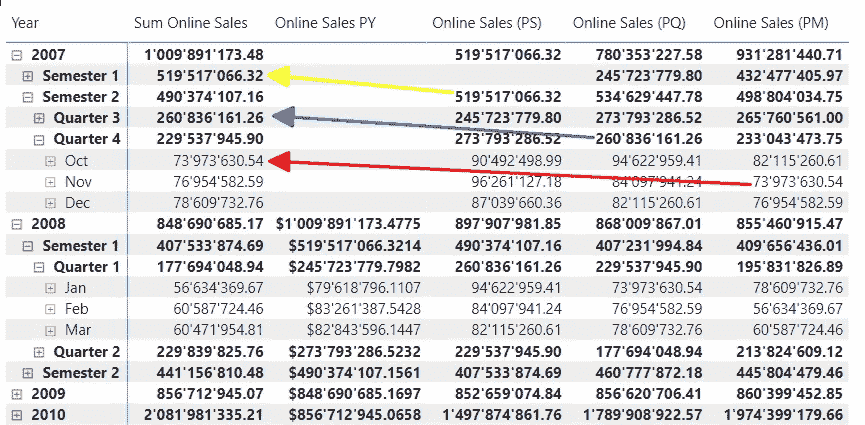 Year Sum Online Sales Online Sales PY Online Sales (PS) Online Sales (PQ) Online Sales (PM)
2007 1'009'891'173.48 519'517'066.32 780'353'227.58 931'281'440.71
Semester 1 519'517'066.32 245'723'779.80 432'477'405.97
Semester 2 490'374'107.16 519'517'066.32 534'629'447.78 498'804'034.75
Quarter 3 260'836'161.26 245'723'779.80 273'793'286.52 265'760'561.00
Quarter 4 229'537'945.90 273'793'286.52 260'836'161.26 233'043'473.75
Oct 73'973'630.54 90'492'498.99 94'622'959.41 82'115'260.61
Nov 76'954'582.59 96'261'127.18 84'097'941.24 73'973'630.54
Dec 78'609'732.76 87'039'660.36 82'115'260.61 76'954'582.59
2008 848'690'685.17 $1'009'891'173.4775 897'907'981.85 868'009'867.01 855'460'915.47
Semester 1 407'533'874.69 $519'517'066.3214 490'374'107.16 407'231'994.84 409'656'436.01
Quarter 1 177'694'048.94 $245'723'779.7982 260'836'161.26 229'537'945.90 195'831'826.89
Jan 56'634'369.67 $79'618'796.1107 94'622'959.41 73'973'630.54 78'609'732.76
Feb 60'587'724.46 $83'261'387.5428 84'097'941.24 76'954'582.59 56'634'369.67
Mar 60'471'954.81 $82'843'596.1447 82'115'260.61 78'609'732.76 60'587'724.46
Quarter 2 229'839'825.76 $273'793'286.5232 229'537'945.90 177'694'048.94 213'824'609.12
Semester 2 441'156'810.48 $490'374'107.1561 407'533'874.69 460'777'872.18 445'804'479.46
2009 856'712'945.07 $848'690'685.1697 852'659'074.84 856'620'706.41 860'399'452.85
2010 2'081'981'335.21 $856'712'945.0658 1'497'874'861.76 1'789'908'922.57 1'974'399'179.66